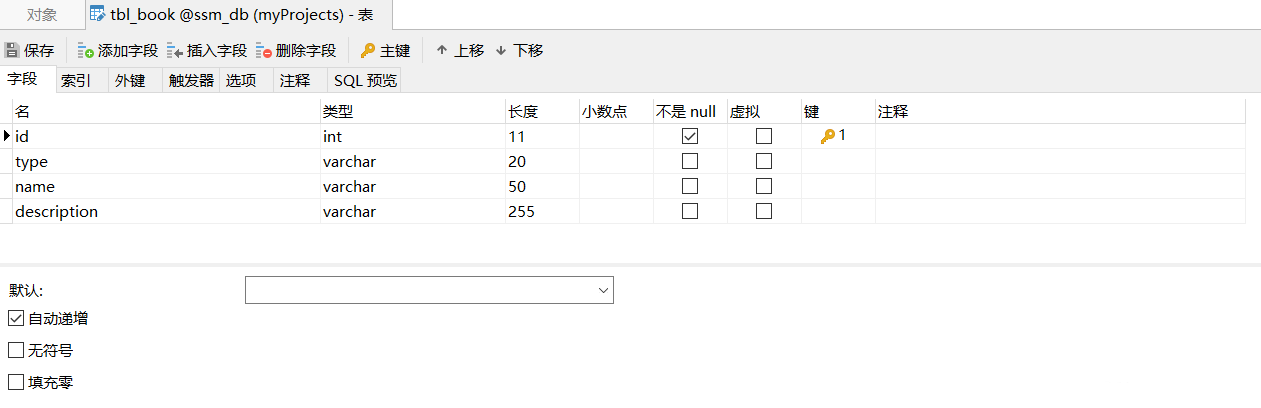 对象 tbl_book @ssm_db (myProjects) - 表
保存 添加字段 插入字段 删除字段 主键 上移 下移
字段 索引 外键 触发器 选项 注释 SQL 预览
名 类型 长度 小数点 不是 null 虚拟 键 注释
id int 11 1
type varchar 20
name varchar 50
description varchar 255
默认:
自动递增
无符号
填充零